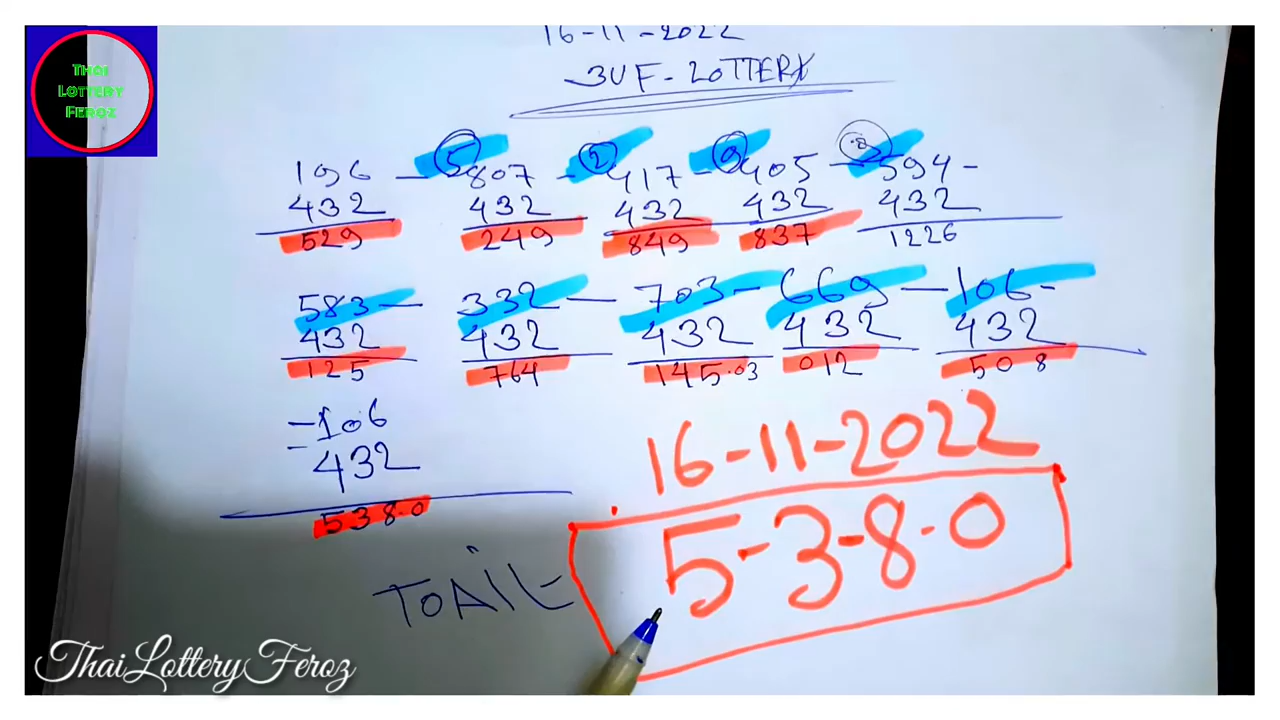 THAI
LOTTERY
FEROZ
16-11-2022
3UF-LOTTERY
196 - 5 807 - 2 417 - 9 405 - 8 594 -
432 432 432 432 432
529 249 849 837 1226
583 - 332 - 703 - 669 - 106 -
432 432 432 432 432
125 764 145.03 012 508
- 106
- 432
538.0
16-11-2022
5-3-8.0
TOAIL-
ThaiLotteryFeroz